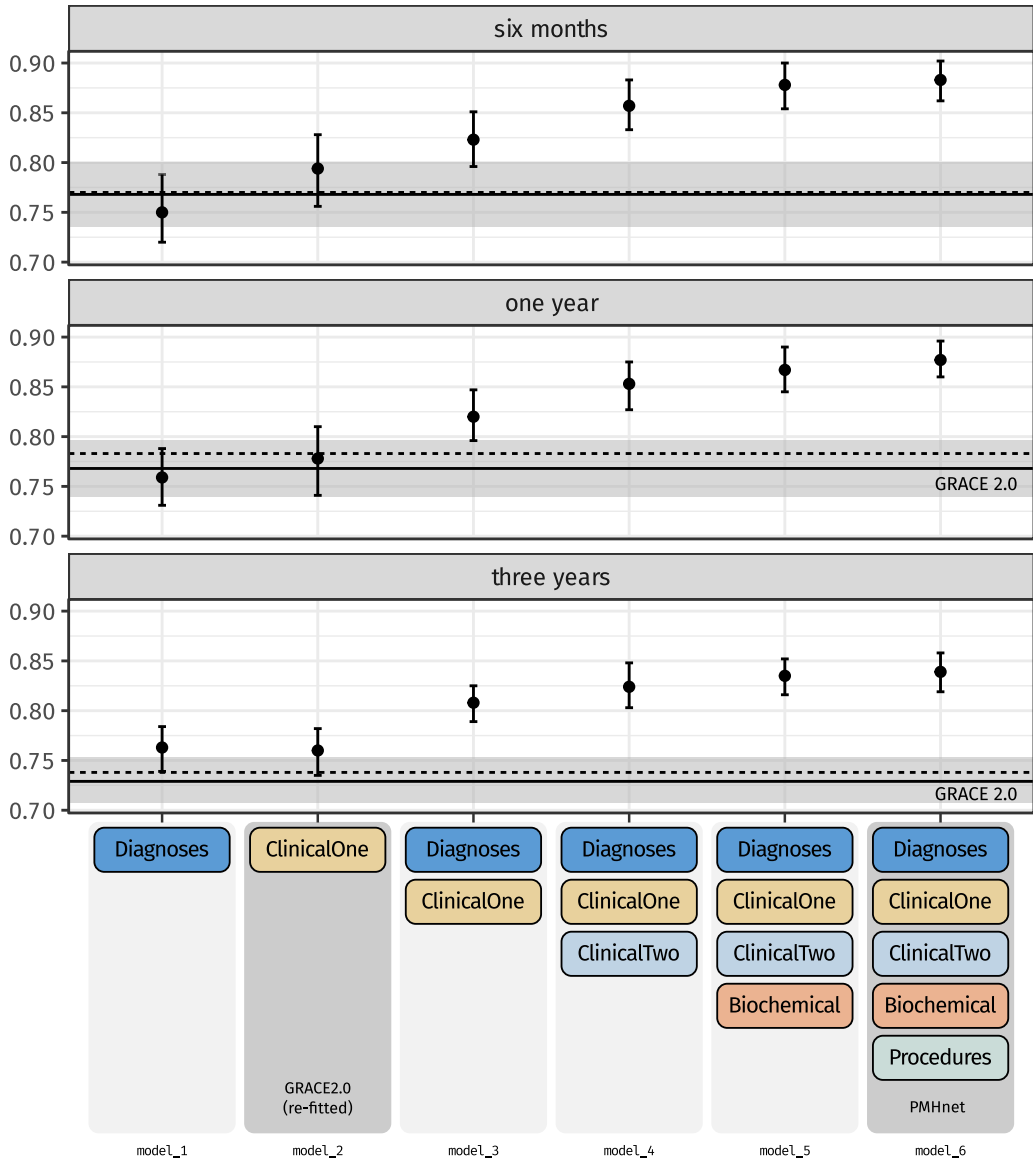 six months
0.90
0.85
0.80
0.75
0.70
one year
0.90
0.85
0.80
0.75
0.70
GRACE 2.0
three years
0.90
0.85
0.80
0.75
0.70
GRACE 2.0
Diagnoses ClinicalOne Diagnoses Diagnoses Diagnoses Diagnoses
ClinicalOne ClinicalOne ClinicalOne ClinicalOne
ClinicalTwo ClinicalTwo ClinicalTwo
Biochemical Biochemical
Procedures
GRACE2.0
(re-fitted) PMHnet
model_1 model_2 model_3 model_4 model_5 model_6